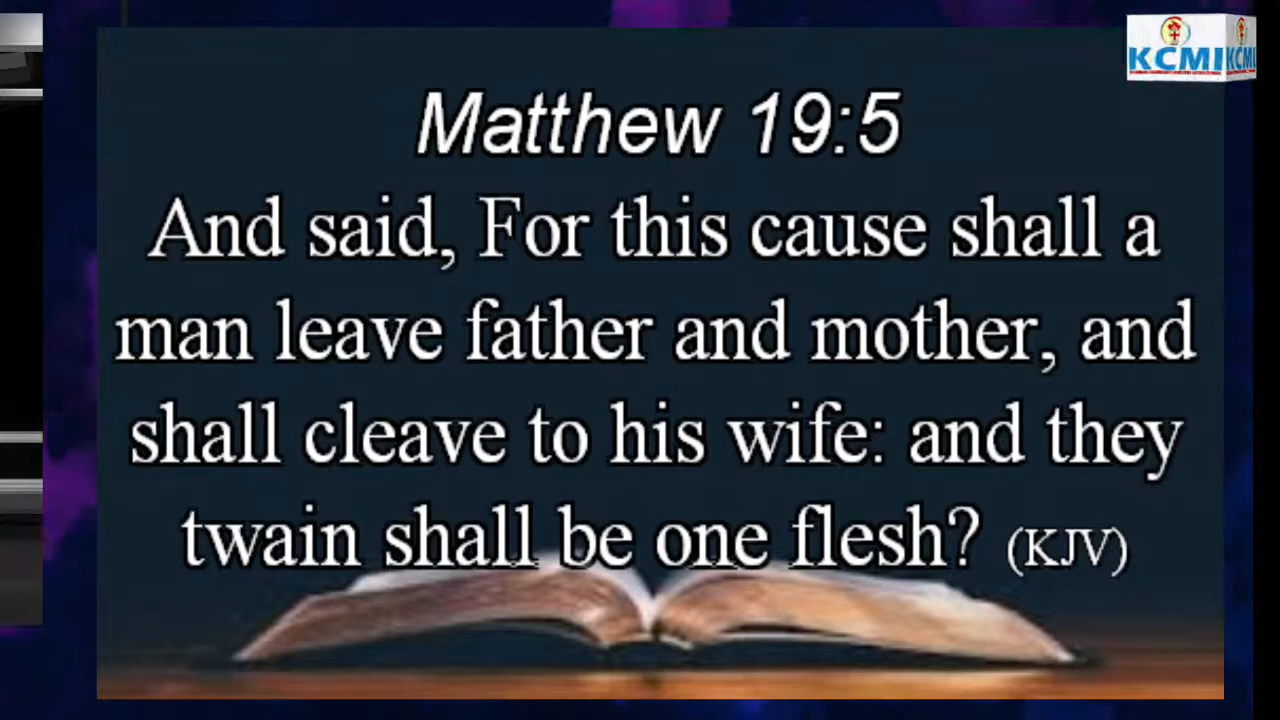 KCMI KCMI
Matthew 19:5
And said, For this cause shall a
man leave father and mother, and
shall cleave to his wife: and they
twain shall be one flesh? (KJV)